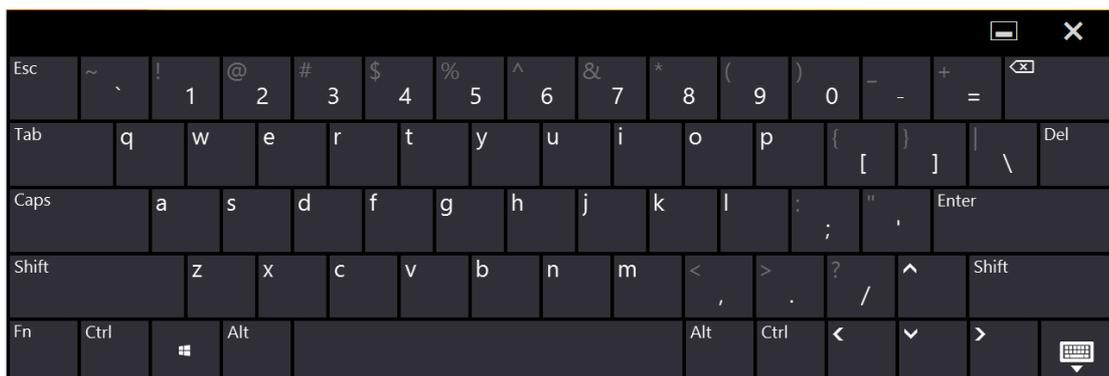 Esc ~ ` ! 1 @ 2 # 3 $ 4 % 5 ^ 6 & 7 * 8 ( 9 ) 0 _ - + =
Tab q w e r t y u i o p { [ } ] | \ Del
Caps a s d f g h j k l : ; " ' Enter
Shift z x c v b n m < , > . ? / Shift
Fn Ctrl Alt Alt Ctrl